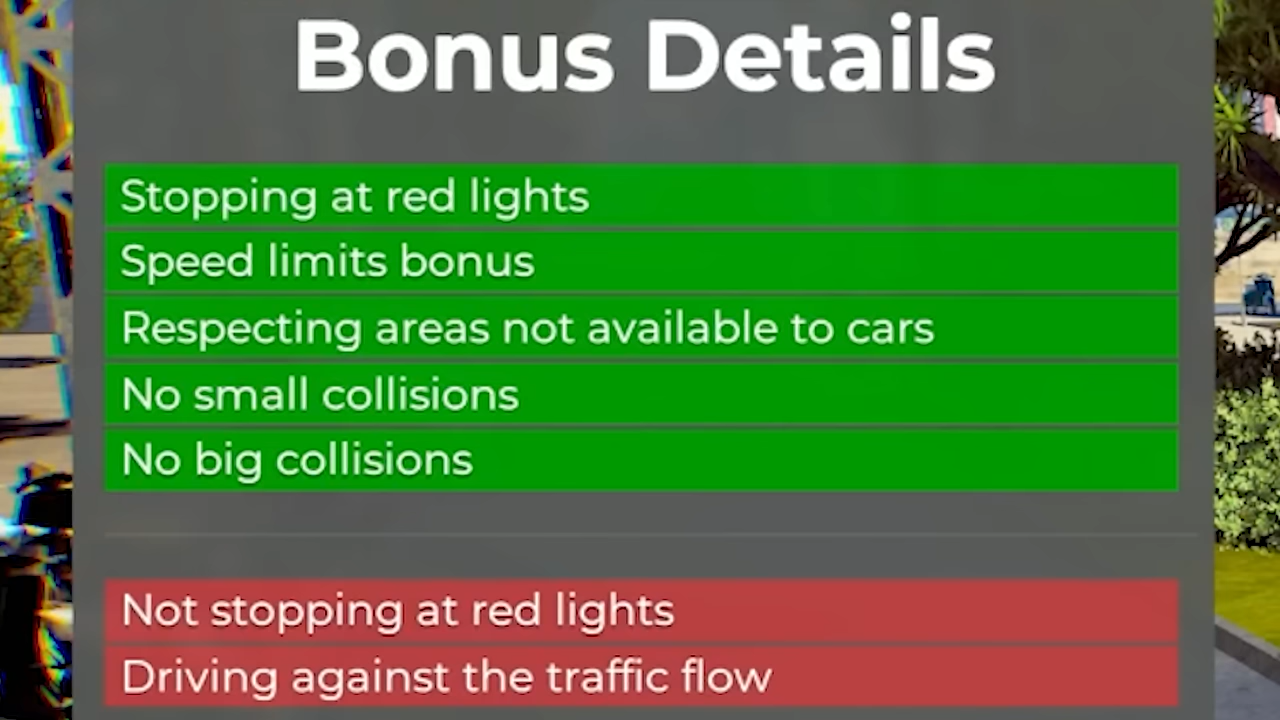 Bonus Details
Stopping at red lights
Speed limits bonus
Respecting areas not available to cars
No small collisions
No big collisions
Not stopping at red lights
Driving against the traffic flow